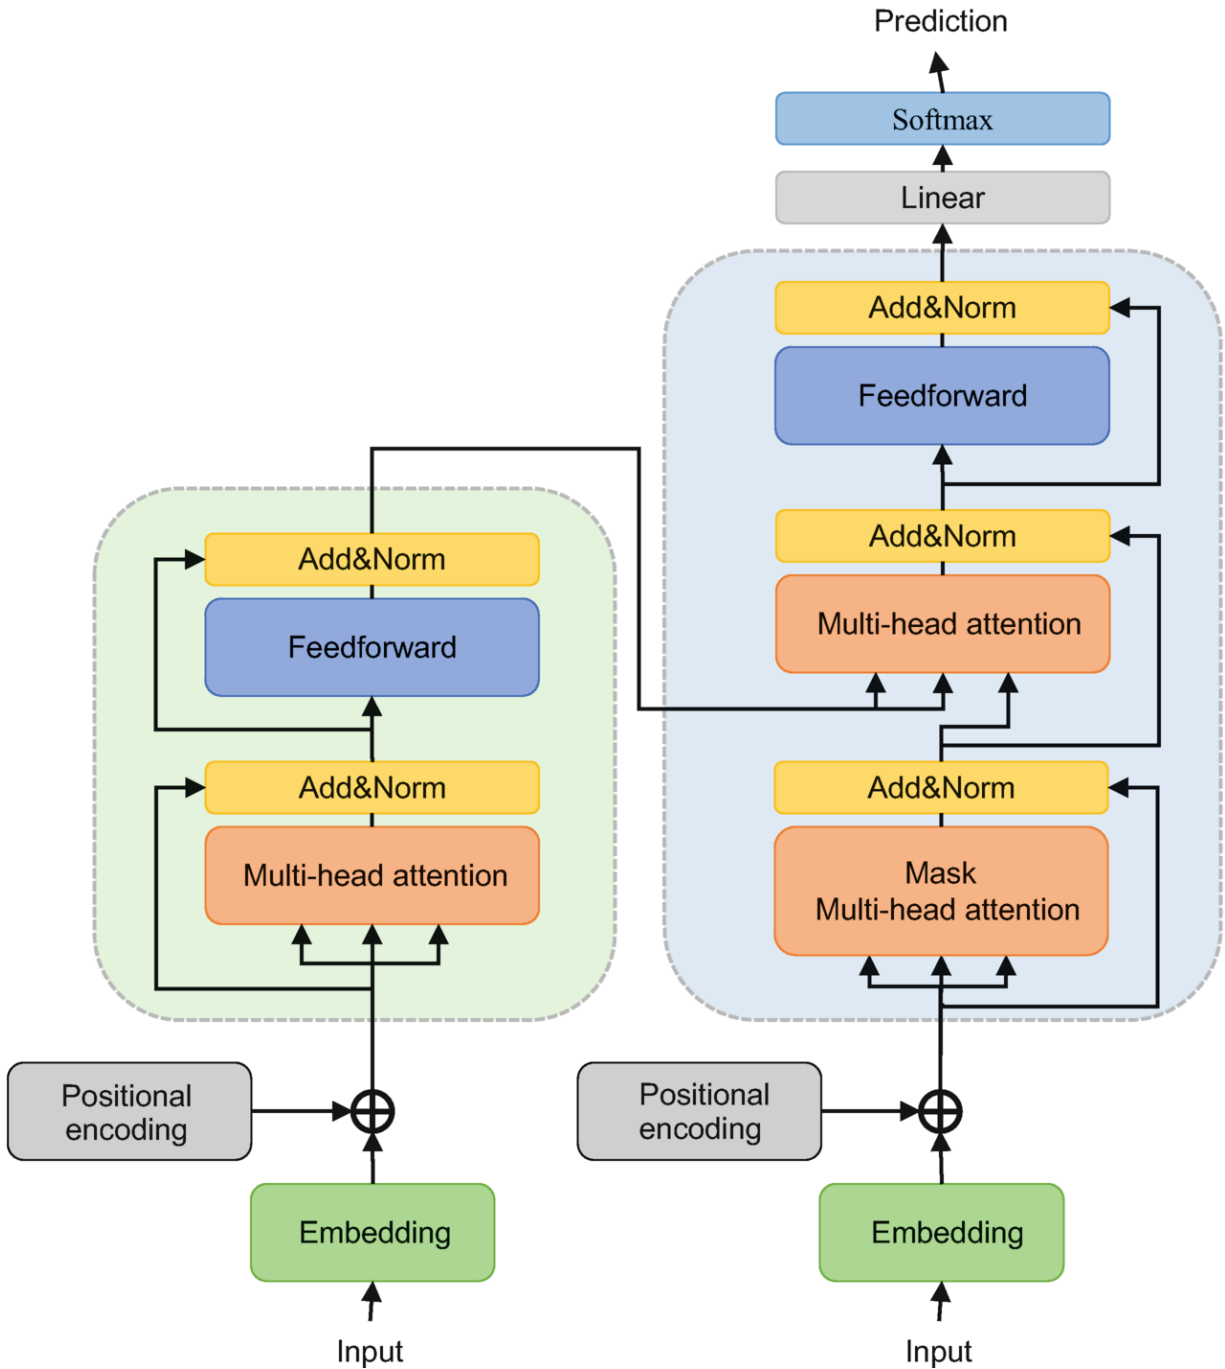 Prediction
Softmax
Linear
Add&Norm
Feedforward
Add&Norm
Multi-head attention
Add&Norm
Mask
Multi-head attention
Add&Norm
Feedforward
Add&Norm
Multi-head attention
Positional
encoding
Positional
encoding
Embedding
Embedding
Input
Input